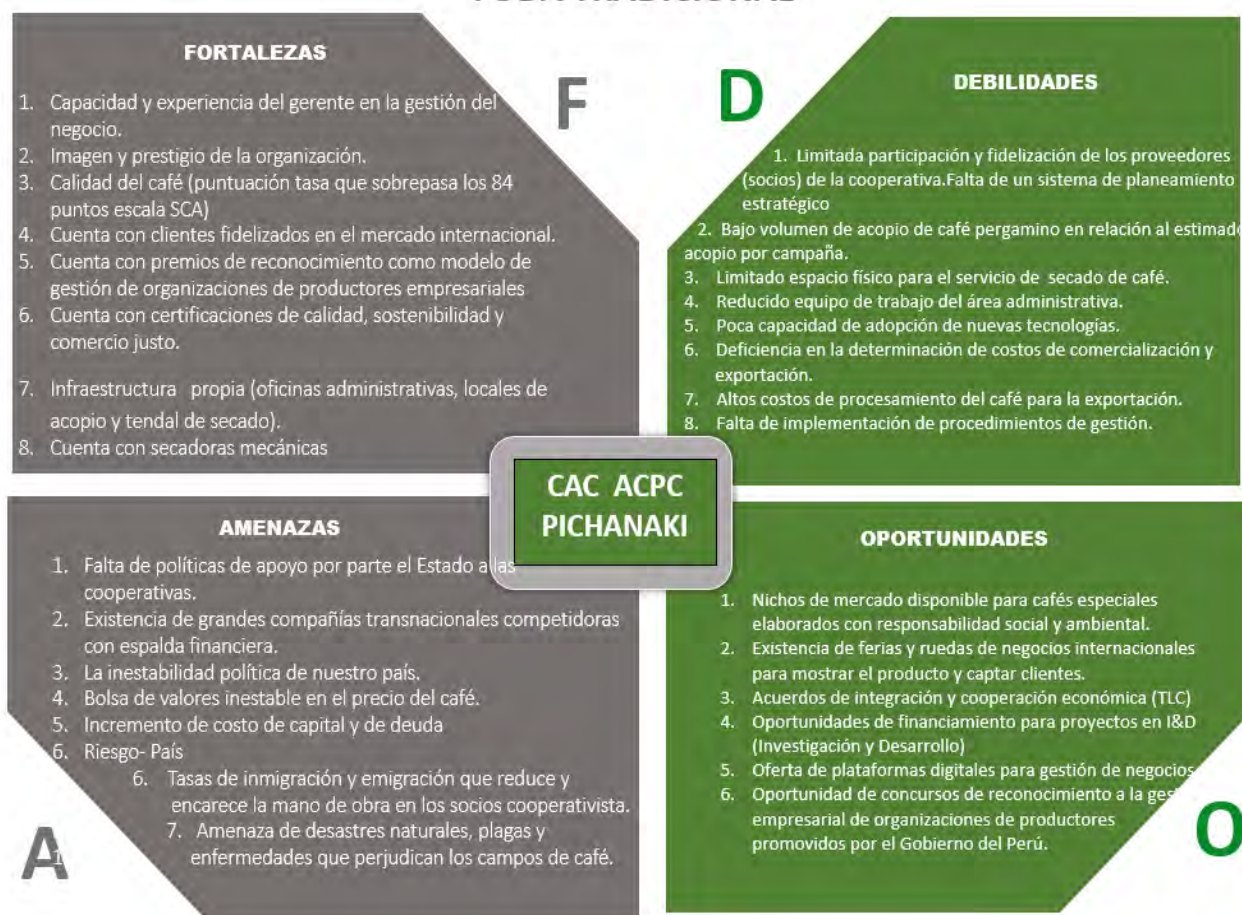 FORTALEZAS
1. Capacidad y experiencia del gerente en la gestión del
negocio.
2. Imagen y prestigio de la organización.
3. Calidad del café (puntuación tasa que sobrepasa los 84
puntos escala SCA)
4. Cuenta con clientes fidelizados en el mercado internacional.
5. Cuenta con premios de reconocimiento como modelo de
gestión de organizaciones de productores empresariales
6. Cuenta con certificaciones de calidad, sostenibilidad y
comercio justo.
7. Infraestructura propia (oficinas administrativas, locales de
acopio y tendal de secado).
8. Cuenta con secadoras mecánicas
F
D
DEBILIDADES
1. Limitada participación y fidelización de los proveedores
(socios) de la cooperativa.Falta de un sistema de planeamiento
estratégico
2. Bajo volumen de acopio de café pergamino en relación al estimado
acopio por campaña.
3. Limitado espacio físico para el servicio de secado de café.
4. Reducido equipo de trabajo del área administrativa.
5. Poca capacidad de adopción de nuevas tecnologías.
6. Deficiencia en la determinación de costos de comercialización y
exportación.
7. Altos costos de procesamiento del café para la exportación.
8. Falta de implementación de procedimientos de gestión.
CAC ACPC
PICHANAKI
AMENAZAS
1. Falta de políticas de apoyo por parte el Estado a las
cooperativas.
2. Existencia de grandes compañías transnacionales competidoras
con espalda financiera.
3. La inestabilidad política de nuestro país.
4. Bolsa de valores inestable en el precio del café.
5. Incremento de costo de capital y de deuda
6. Riesgo- País
6. Tasas de inmigración y emigración que reduce y
encarece la mano de obra en los socios cooperativista.
7. Amenaza de desastres naturales, plagas y
enfermedades que perjudican los campos de café.
A
OPORTUNIDADES
1. Nichos de mercado disponible para cafés especiales
elaborados con responsabilidad social y ambiental.
2. Existencia de ferias y ruedas de negocios internacionales
para mostrar el producto y captar clientes.
3. Acuerdos de integración y cooperación económica (TLC)
4. Oportunidades de financiamiento para proyectos en I&D
(Investigación y Desarrollo)
5. Oferta de plataformas digitales para gestión de negocios
6. Oportunidad de concursos de reconocimiento a la
empresarial de organizaciones de productores
promovidos por el Gobierno del Perú.
O